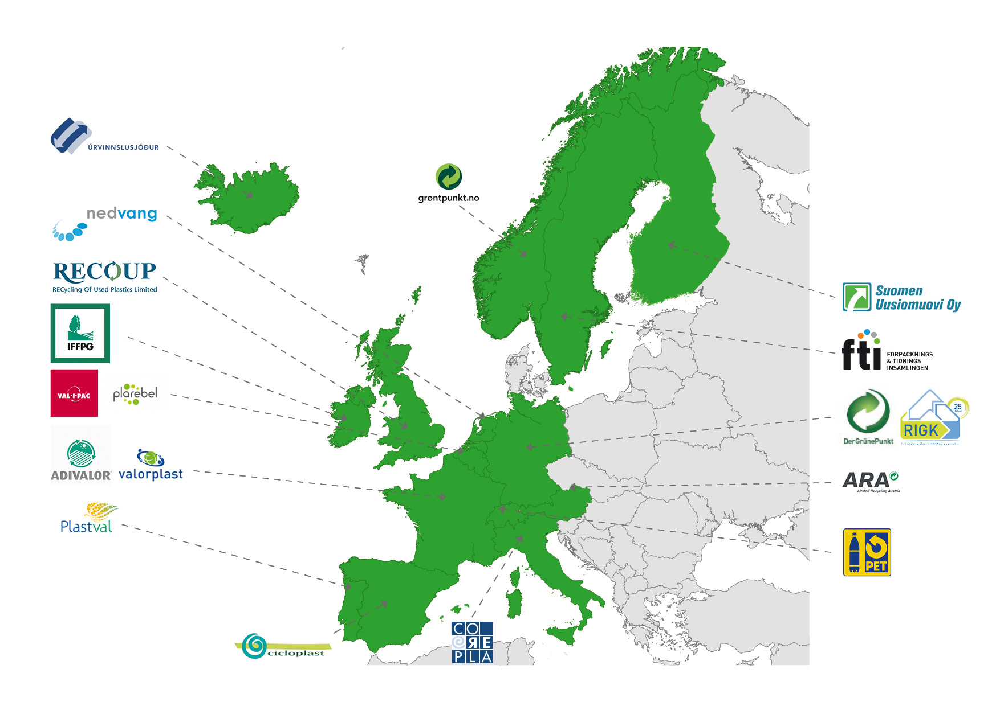 ÚRVINNSLUSJÓÐUR
grøntpunkt.no
nedvang
RECOUP
RECycling Of Used Plastics Limited
IFFPG
VAL-I-PAC
plarebel
ADIVALOR
valorplast
Plastval
cicloplast
CO
RE
PLA
Suomen
Uusiomuovi Oy
fti
FÖRPACKNINGS
& TIDNINGS
INSAMLINGEN
DerGrünePunkt
25
Jahre
RIGK
ARA
Altstoff Recycling Austria
PET